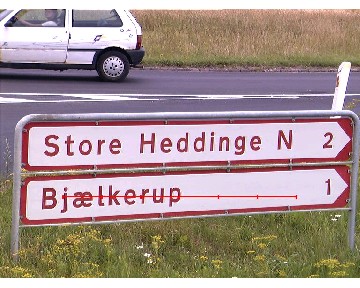 Store Heddinge N 2
Bjælkerup 1